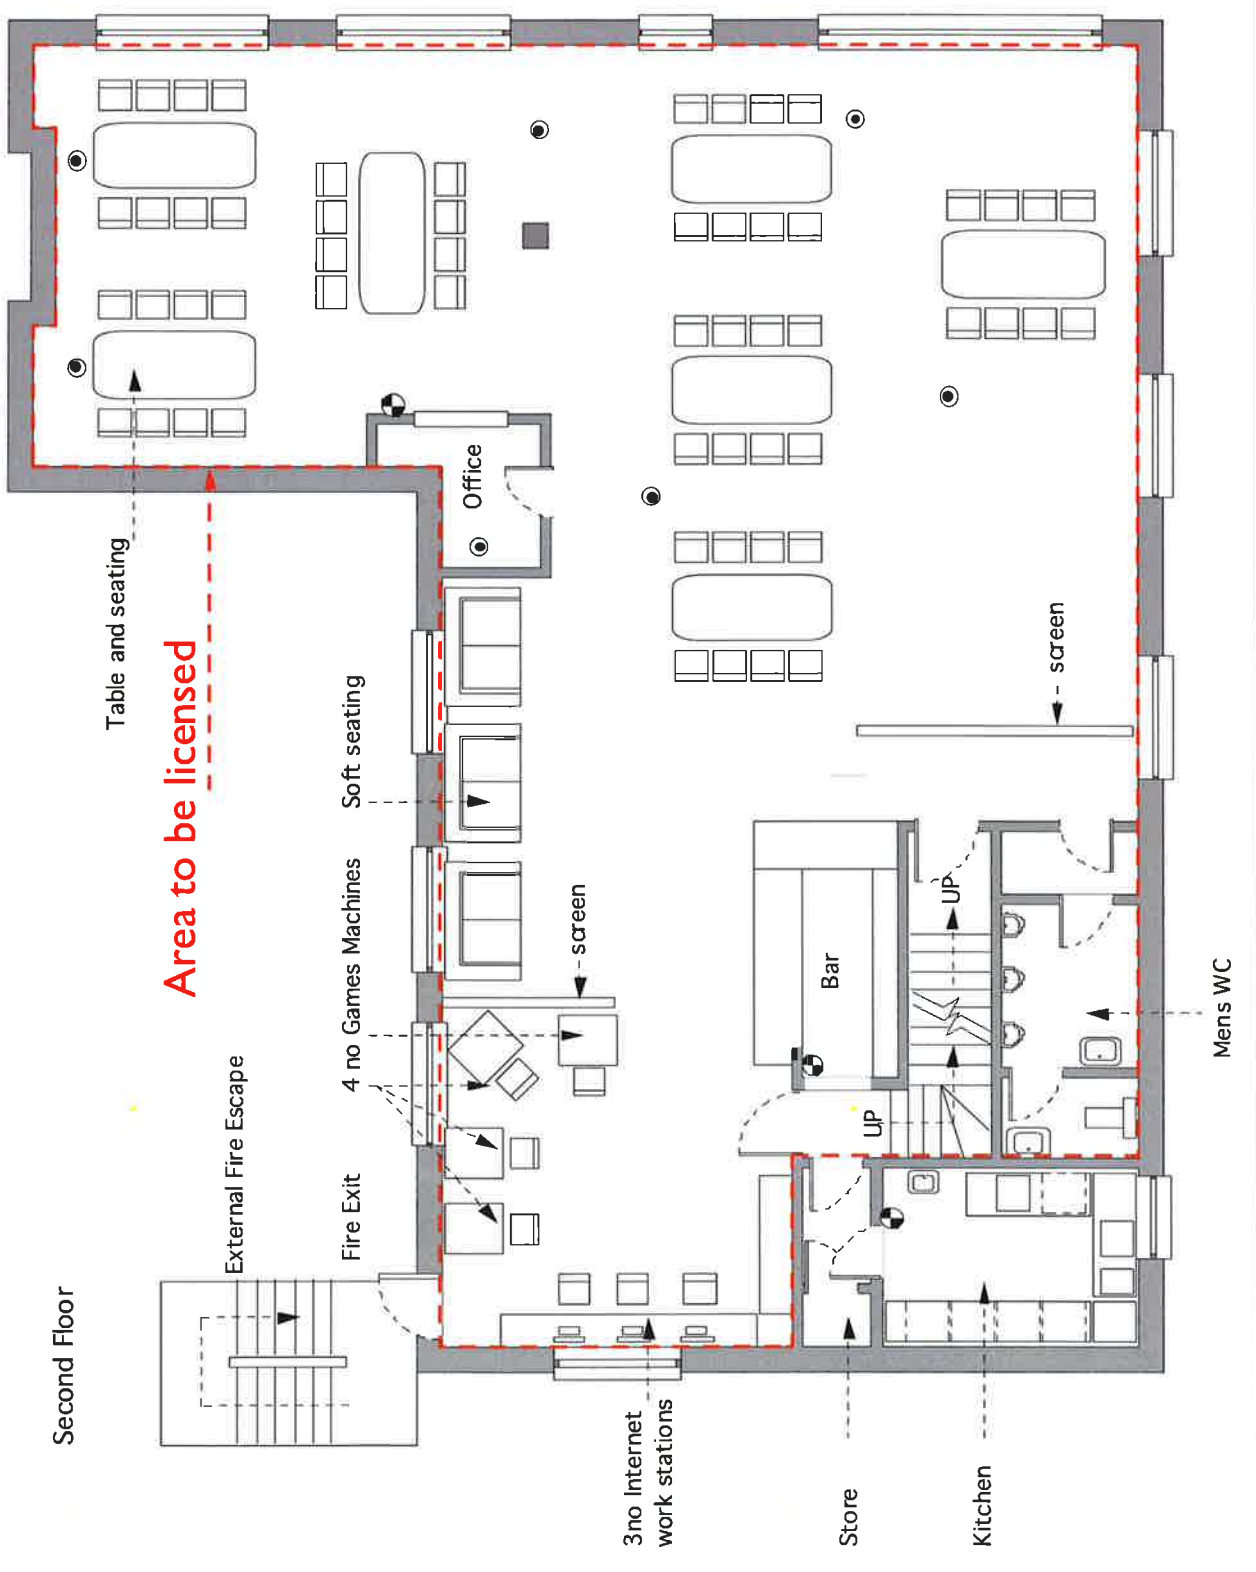 Second Floor
External Fire Escape
Fire Exit
4 no Games Machines
Soft seating
Area to be licensed
Table and seating
screen
Office
3no Internet
work stations
Store
Kitchen
Bar
UP
UP
screen
Mens WC